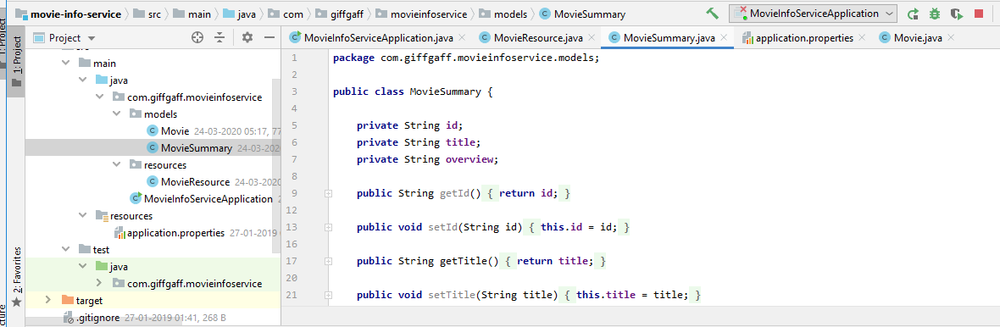 movie-info-service src main java com giffgaff movieinfoservice models MovieSummary MovieInfoServiceApplication
1: Project
Project
MovieInfoServiceApplication.java MovieResource.java MovieSummary.java application.properties Movie.java
main
java
com.giffgaff.movieinfoservice
models
Movie 24-03-2020 05:17, 77
MovieSummary 24-03-202
resources
MovieResource 24-03-2020
MovieInfoServiceApplication 2
resources
application.properties 27-01-2019
test
java
com.giffgaff.movieinfoservice
target
.gitignore 27-01-2019 01:41, 268 B
2: Favorites
1 package com.giffgaff.movieinfoservice.models;
2
3 public class MovieSummary {
4
5 private String id;
6 private String title;
7 private String overview;
8
9 public String getId() { return id; }
12
13 public void setId(String id) { this.id = id; }
16
17 public String getTitle() { return title; }
20
21 public void setTitle(String title) { this.title = title; }